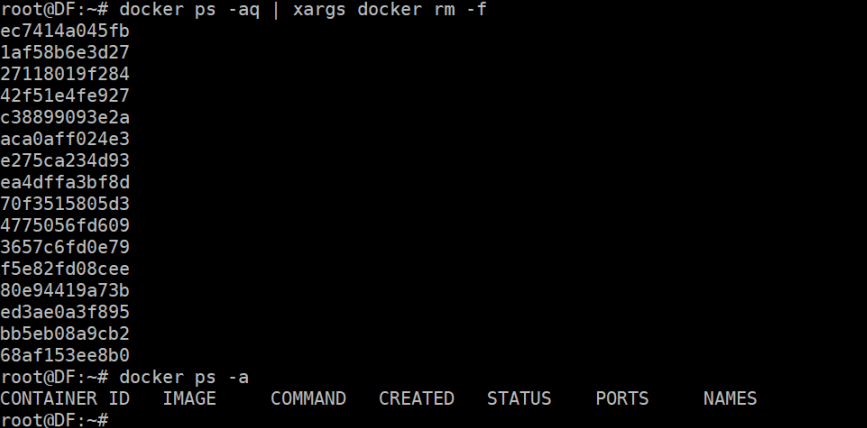 root@DF:~# docker ps -aq | xargs docker rm -f
ec7414a045fb
1af58b6e3d27
27118019f284
42f51e4fe927
c38899093e2a
aca0aff024e3
e275ca234d93
ea4dffa3bf8d
70f3515805d3
4775056fd609
3657c6fd0e79
f5e82fd08cee
80e94419a73b
ed3ae0a3f895
bb5eb08a9cb2
68af153ee8b0
root@DF:~# docker ps -a
CONTAINER ID   IMAGE     COMMAND   CREATED   STATUS    PORTS     NAMES
root@DF:~#